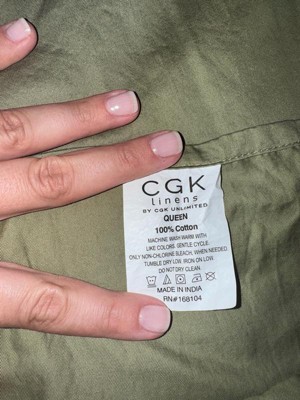 CGK
linens
BY CGK UNLIMITED
QUEEN
100% Cotton
MACHINE WASH WARM WITH
LIKE COLORS. GENTLE CYCLE.
ONLY NON-CHLORINE BLEACH, WHEN NEEDED.
TUMBLE DRY LOW. IRON ON LOW.
DO NOT DRY CLEAN
MADE IN INDIA
RN#168104